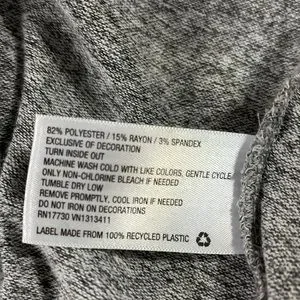 82% POLYESTER / 15% RAYON / 3% SPANDEX
EXCLUSIVE OF DECORATION
TURN INSIDE OUT
MACHINE WASH COLD WITH LIKE COLORS, GENTLE CYCLE/
ONLY NON-CHLORINE BLEACH IF NEEDED
TUMBLE DRY LOW
REMOVE PROMPTLY, COOL IRON IF NEEDED
DO NOT IRON ON DECORATIONS
RN17730 VN1313411
LABEL MADE FROM 100% RECYCLED PLASTIC